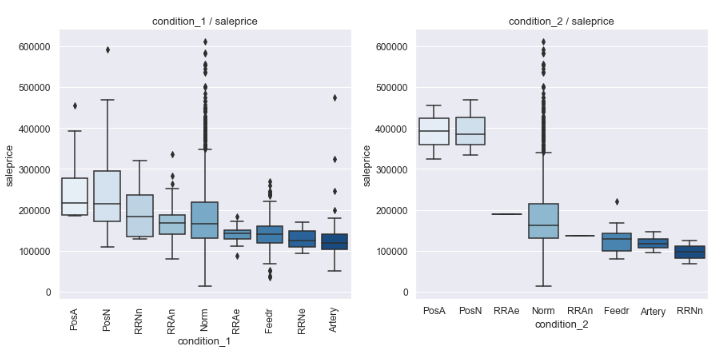 condition_1 / saleprice
600000
500000
400000
300000
200000
100000
0
saleprice
PosA
PosN
RRNn
RRAn
Norm
RRAe
Feedr
RRNe
Artery
condition_1
condition_2 / saleprice
600000
500000
400000
300000
200000
100000
0
saleprice
PosA PosN RRAe Norm RRAn Feedr Artery RRNn
condition_2